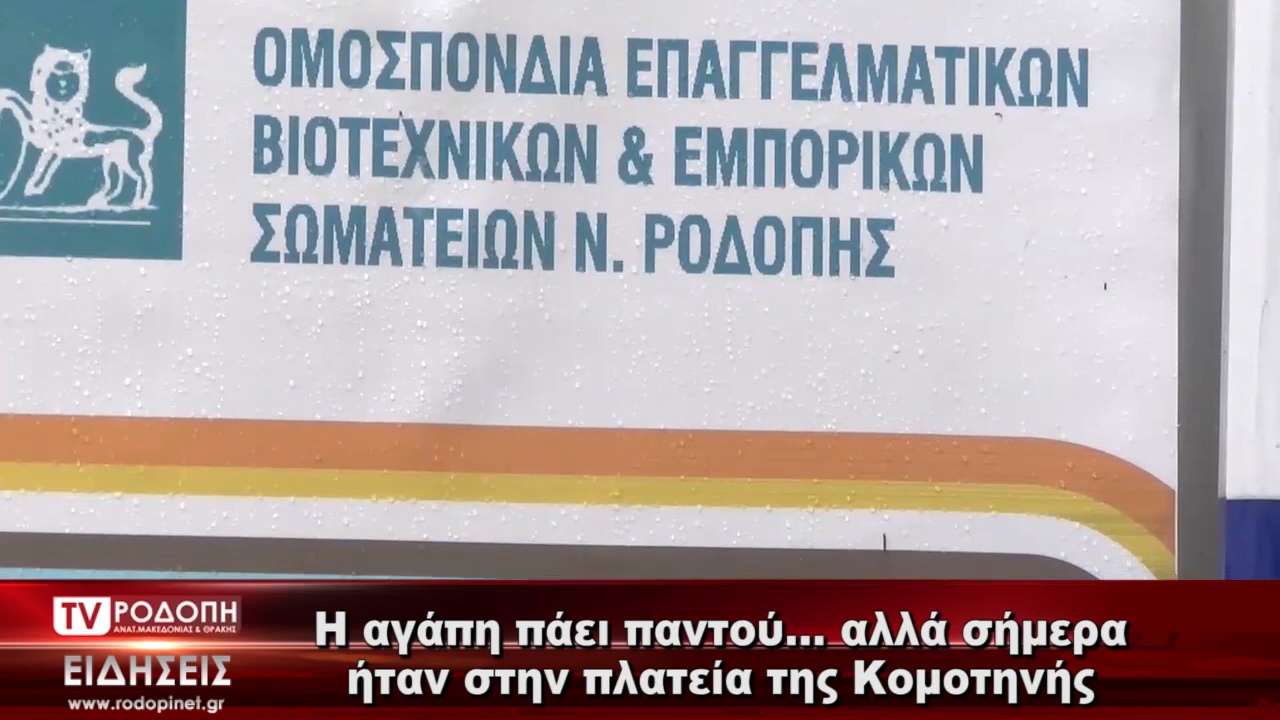 ΟΜΟΣΠΟΝΔΙΑ ΕΠΑΓΓΕΛΜΑΤΙΚΩΝ
ΒΙΟΤΕΧΝΙΚΩΝ & ΕΜΠΟΡΙΚΩΝ
ΣΩΜΑΤΕΙΩΝ Ν. ΡΟΔΟΠΗΣ
TV ΡΟΔΟΠΗ
ΑΝΑΤ.ΜΑΚΕΔΟΝΙΑΣ & ΘΡΑΚΗΣ
ΕΙΔΗΣΕΙΣ
www.rodopinet.gr
Η αγάπη πάει παντού... αλλά σήμερα
ήταν στην πλατεία της Κομοτηνής